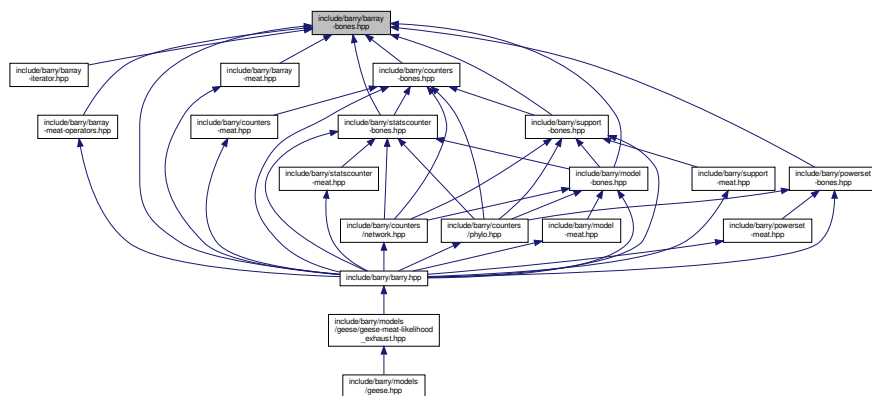 include/barry/barray
-bones.hpp
include/barry/barray
-iterator.hpp
include/barry/barray
-meat.hpp
include/barry/counters
-bones.hpp
include/barry/barray
-meat-operators.hpp
include/barry/counters
-meat.hpp
include/barry/statscounter
-bones.hpp
include/barry/support
-bones.hpp
include/barry/statscounter
-meat.hpp
include/barry/model
-bones.hpp
include/barry/support
-meat.hpp
include/barry/powerset
-bones.hpp
include/barry/counters
/network.hpp
include/barry/counters
/phylo.hpp
include/barry/model
-meat.hpp
include/barry/powerset
-meat.hpp
include/barry/barry.hpp
include/barry/models
/geese/geese-meat-likelihood
_exhaust.hpp
include/barry/models
/geese.hpp